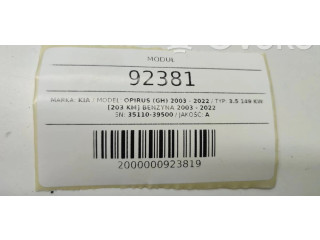 MODUŁ
92381
MARKA: KIA / MODEL: OPIRUS (GH) 2003 - 2022 / TYP: 3.5 149 KW
[203 KM] BENZYNA 2003 - 2022
SN: 35110-39500 / JAKOŚĆ: A
2000000923819